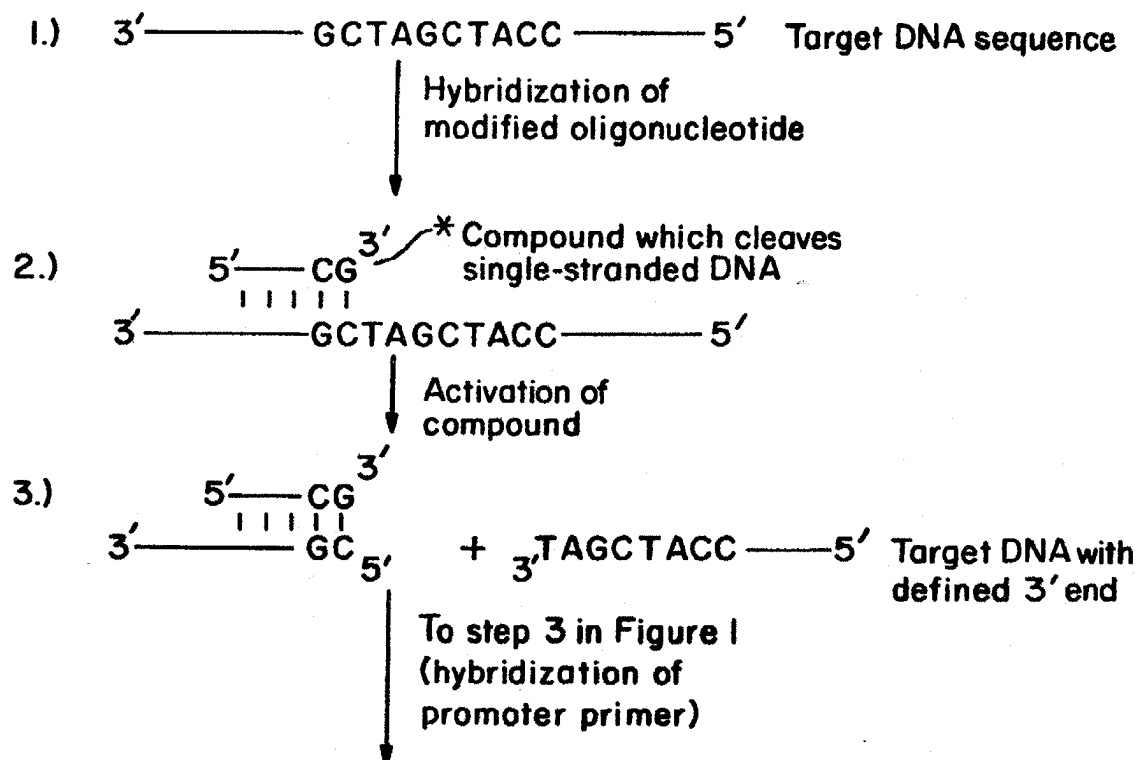 1.) 3′ GCTAGCTACC 5′ Target DNA sequence
Hybridization of
modified oligonucleotide
3′ * Compound which cleaves
2.) 5′ CG single-stranded DNA
3′ GCTAGCTACC 5′
Activation of
compound
3′
3.) 5′ CG
3′ GC 5′ + 3′ TAGCTACC 5′ Target DNA with
defined 3′ end
To step 3 in Figure 1
(hybridization of
promoter primer)